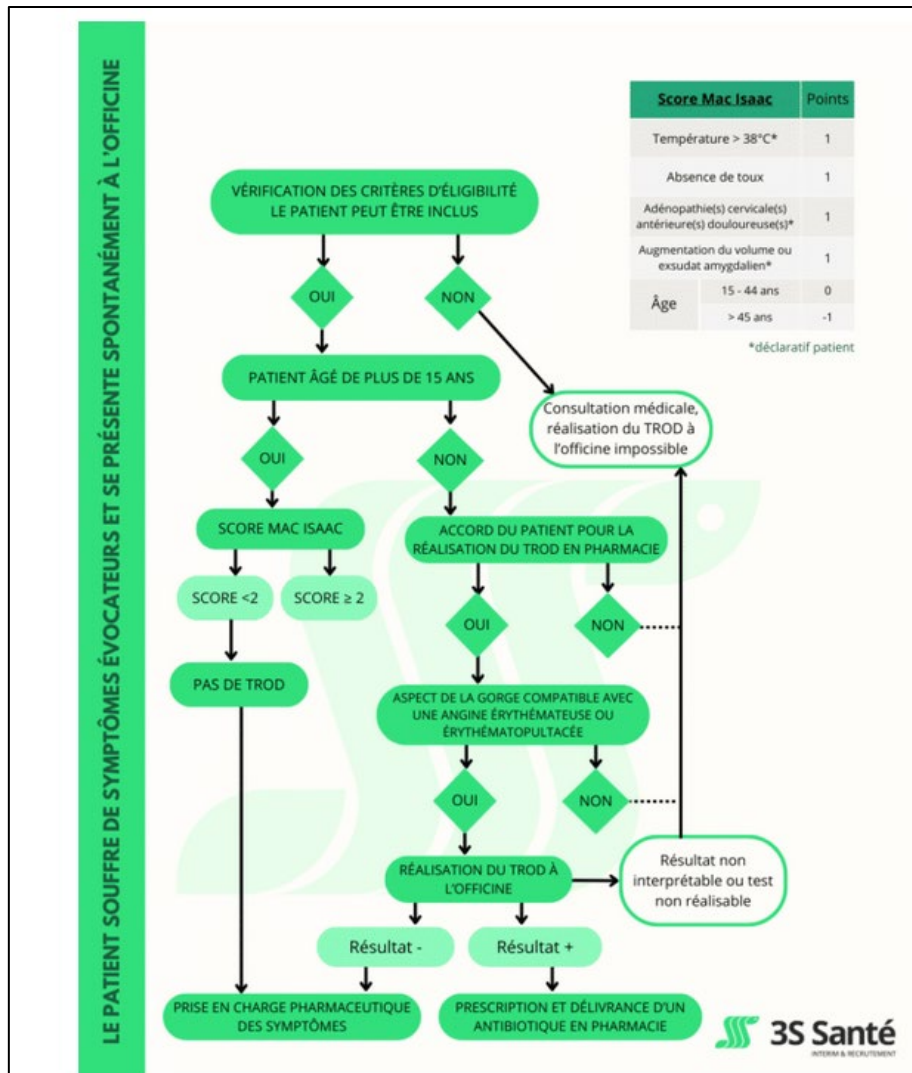 LE PATIENT SOUFFRE DE SYMPTÔMES ÉVOCATEURS ET SE PRÉSENTE SPONTANÉMENT À L'OFFICINE
Score Mac Isaac Points
Température > 38°C* 1
Absence de toux 1
Adénopathie(s) cervicale(s)
antérieure(s) douloureuse(s)* 1
Augmentation du volume ou
exsudat amygdalien* 1
Âge 15 - 44 ans 0
> 45 ans -1
*déclaratif patient
VÉRIFICATION DES CRITÈRES D'ÉLIGIBILITÉ
LE PATIENT PEUT ÊTRE INCLUS
OUI NON
PATIENT ÂGÉ DE PLUS DE 15 ANS
Consultation médicale,
réalisation du TROD à
l'officine impossible
OUI NON
SCORE MAC ISAAC
ACCORD DU PATIENT POUR LA
RÉALISATION DU TROD EN PHARMACIE
SCORE <2 SCORE ≥ 2
OUI NON
PAS DE TROD
ASPECT DE LA GORGE COMPATIBLE AVEC
UNE ANGINE ÉRYTHÉMATEUSE OU
ÉRYTHÉMATOPULTACÉE
OUI NON
RÉALISATION DU TROD À
L'OFFICINE
Résultat non
interprétable ou test
non réalisable
Résultat - Résultat +
PRISE EN CHARGE PHARMACEUTIQUE
DES SYMPTÔMES
PRESCRIPTION ET DÉLIVRANCE D'UN
ANTIBIOTIQUE EN PHARMACIE
3S Santé
INTERIM & RECRUTEMENT